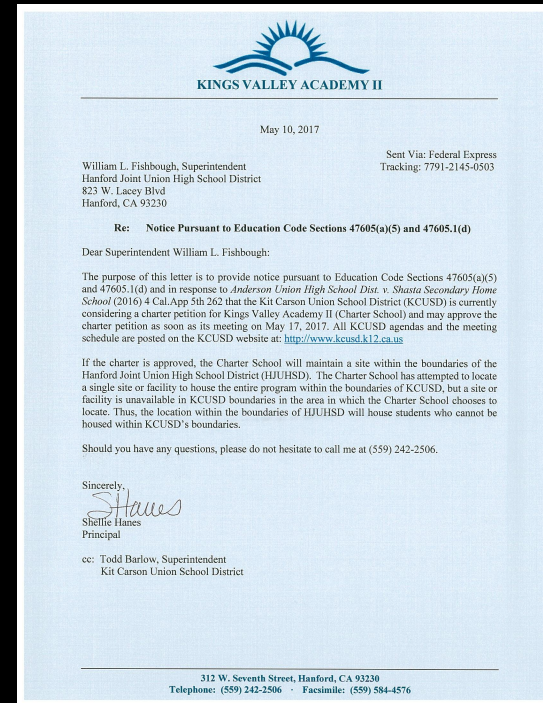 KINGS VALLEY ACADEMY II
May 10, 2017
Sent Via: Federal Express
Tracking: 7791-2145-0503
William L. Fishbough, Superintendent
Hanford Joint Union High School District
823 W. Lacey Blvd
Hanford, CA 93230
Re: Notice Pursuant to Education Code Sections 47605(a)(5) and 47605.1(d)
Dear Superintendent William L. Fishbough:
The purpose of this letter is to provide notice pursuant to Education Code Sections 47605(a)(5)
and 47605.1(d) and in response to Anderson Union High School Dist. v. Shasta Secondary Home
School (2016) 4 Cal.App 5th 262 that the Kit Carson Union School District (KCUSD) is currently
considering a charter petition for Kings Valley Academy II (Charter School) and may approve the
charter petition as soon as its meeting on May 17, 2017. All KCUSD agendas and the meeting
schedule are posted on the KCUSD website at: http://www.kcusd.k12.ca.us
If the charter is approved, the Charter School will maintain a site within the boundaries of the
Hanford Joint Union High School District (HJUHSD). The Charter School has attempted to locate
a single site or facility to house the entire program within the boundaries of KCUSD, but a site or
facility is unavailable in KCUSD boundaries in the area in which the Charter School chooses to
locate. Thus, the location within the boundaries of HJUHSD will house students who cannot be
housed within KCUSD's boundaries.
Should you have any questions, please do not hesitate to call me at (559) 242-2506.
Sincerely,
SHanes
Shellie Hanes
Principal
cc: Todd Barlow, Superintendent
Kit Carson Union School District
312 W. Seventh Street, Hanford, CA 93230
Telephone: (559) 242-2506 · Facsimile: (559) 584-4576